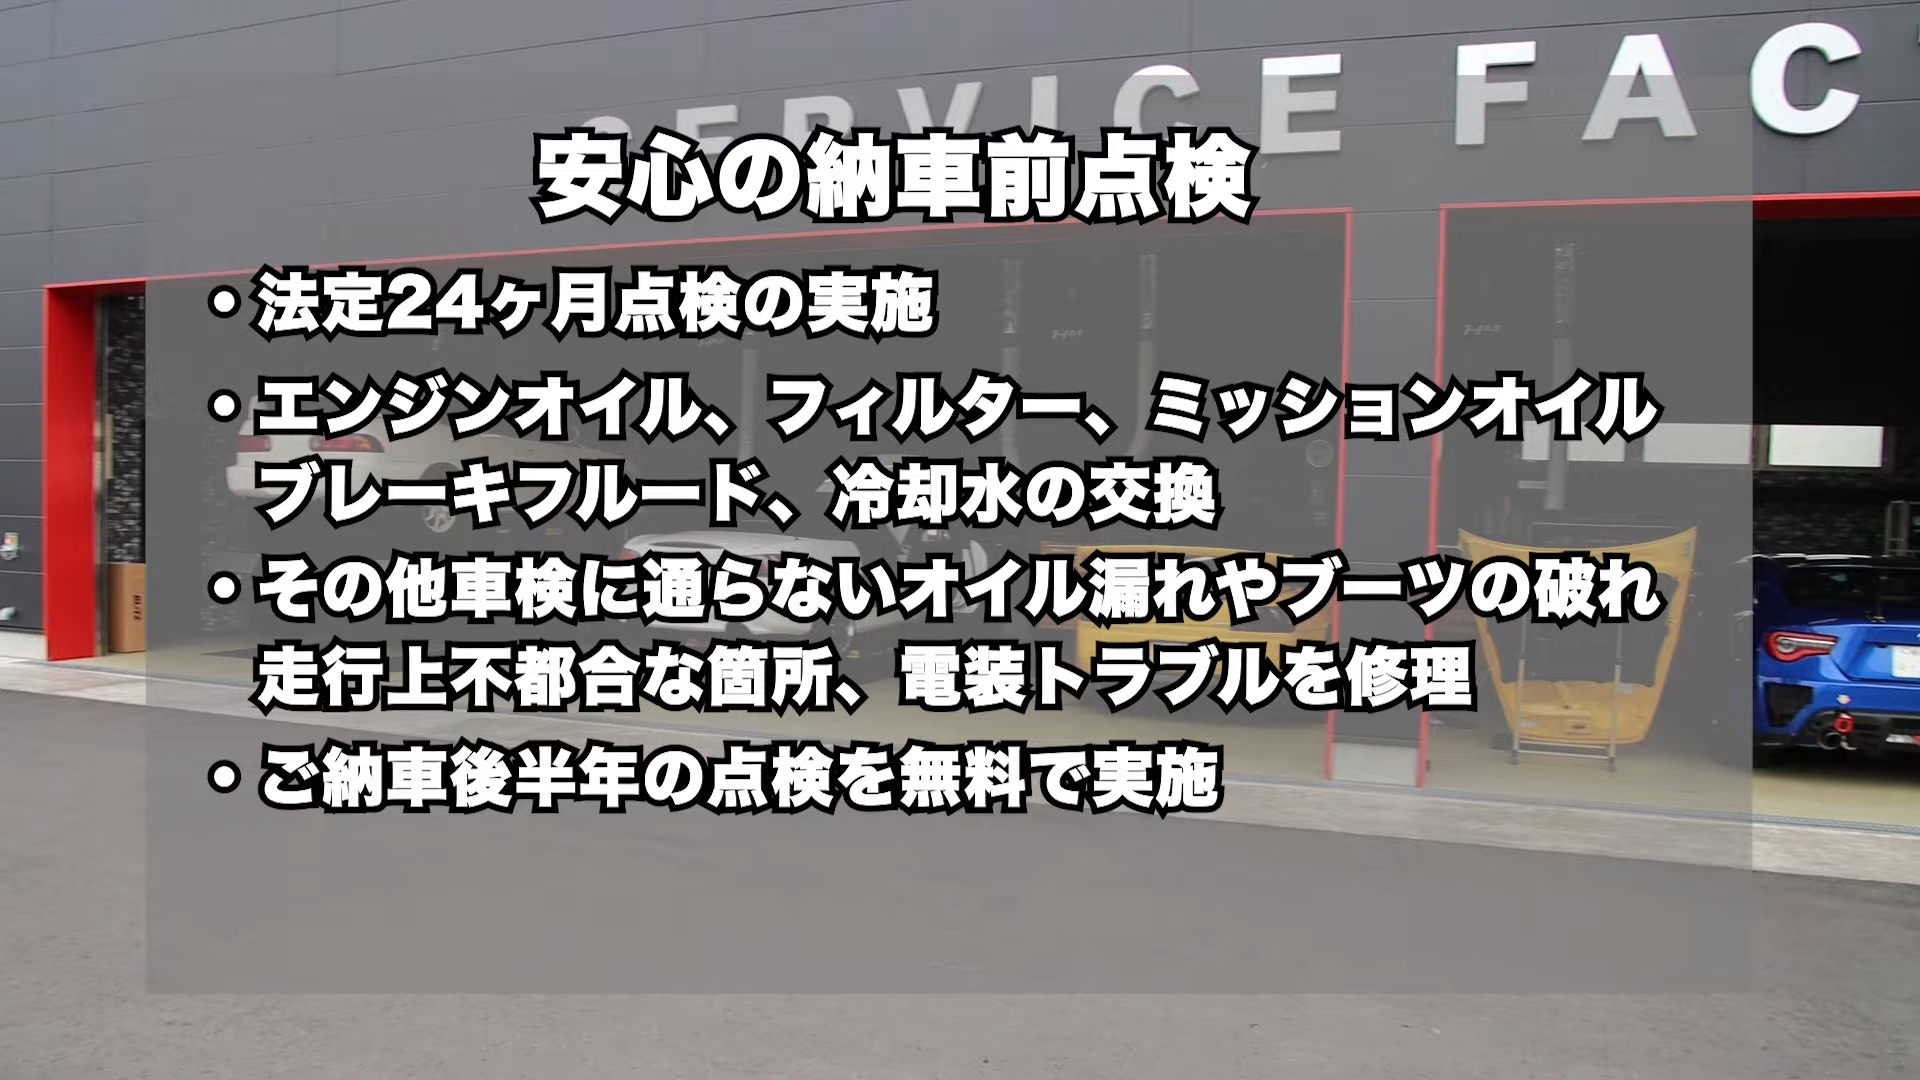 SERVICE FAC
安心の納車前点検
・法定24ヶ月点検の実施
・エンジンオイル、フィルター、ミッションオイル
ブレーキフルード、冷却水の交換
・その他車検に通らないオイル漏れやブーツの破れ
走行上不都合な箇所、電装トラブルを修理
・ご納車後半年の点検を無料で実施